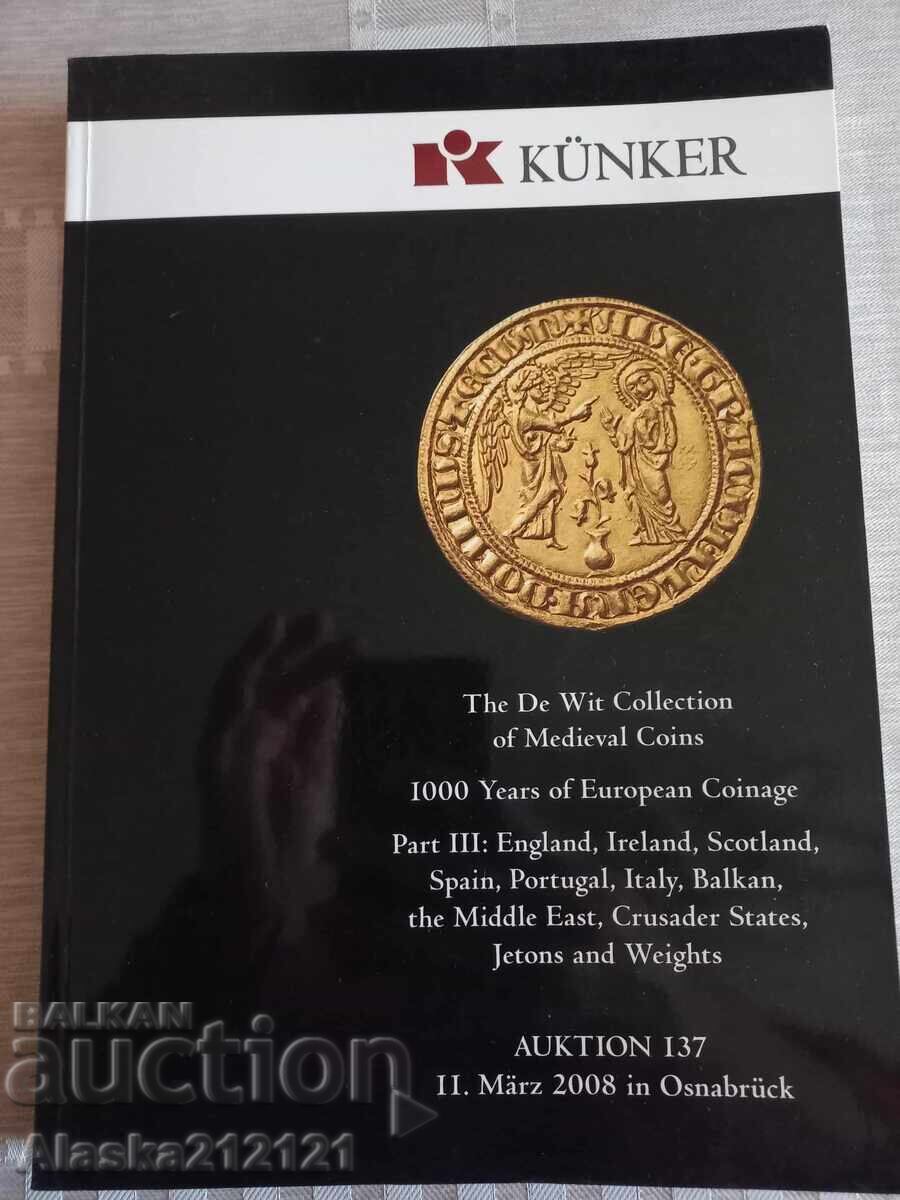 KÜNKER
The De Wit Collection
of Medieval Coins
1000 Years of European Coinage
Part III: England, Ireland, Scotland,
Spain, Portugal, Italy, Balkan,
the Middle East, Crusader States,
Jetons and Weights
AUKTION 137
11. März 2008 in Osnabrück
BALKAN
auction
Alaska212121